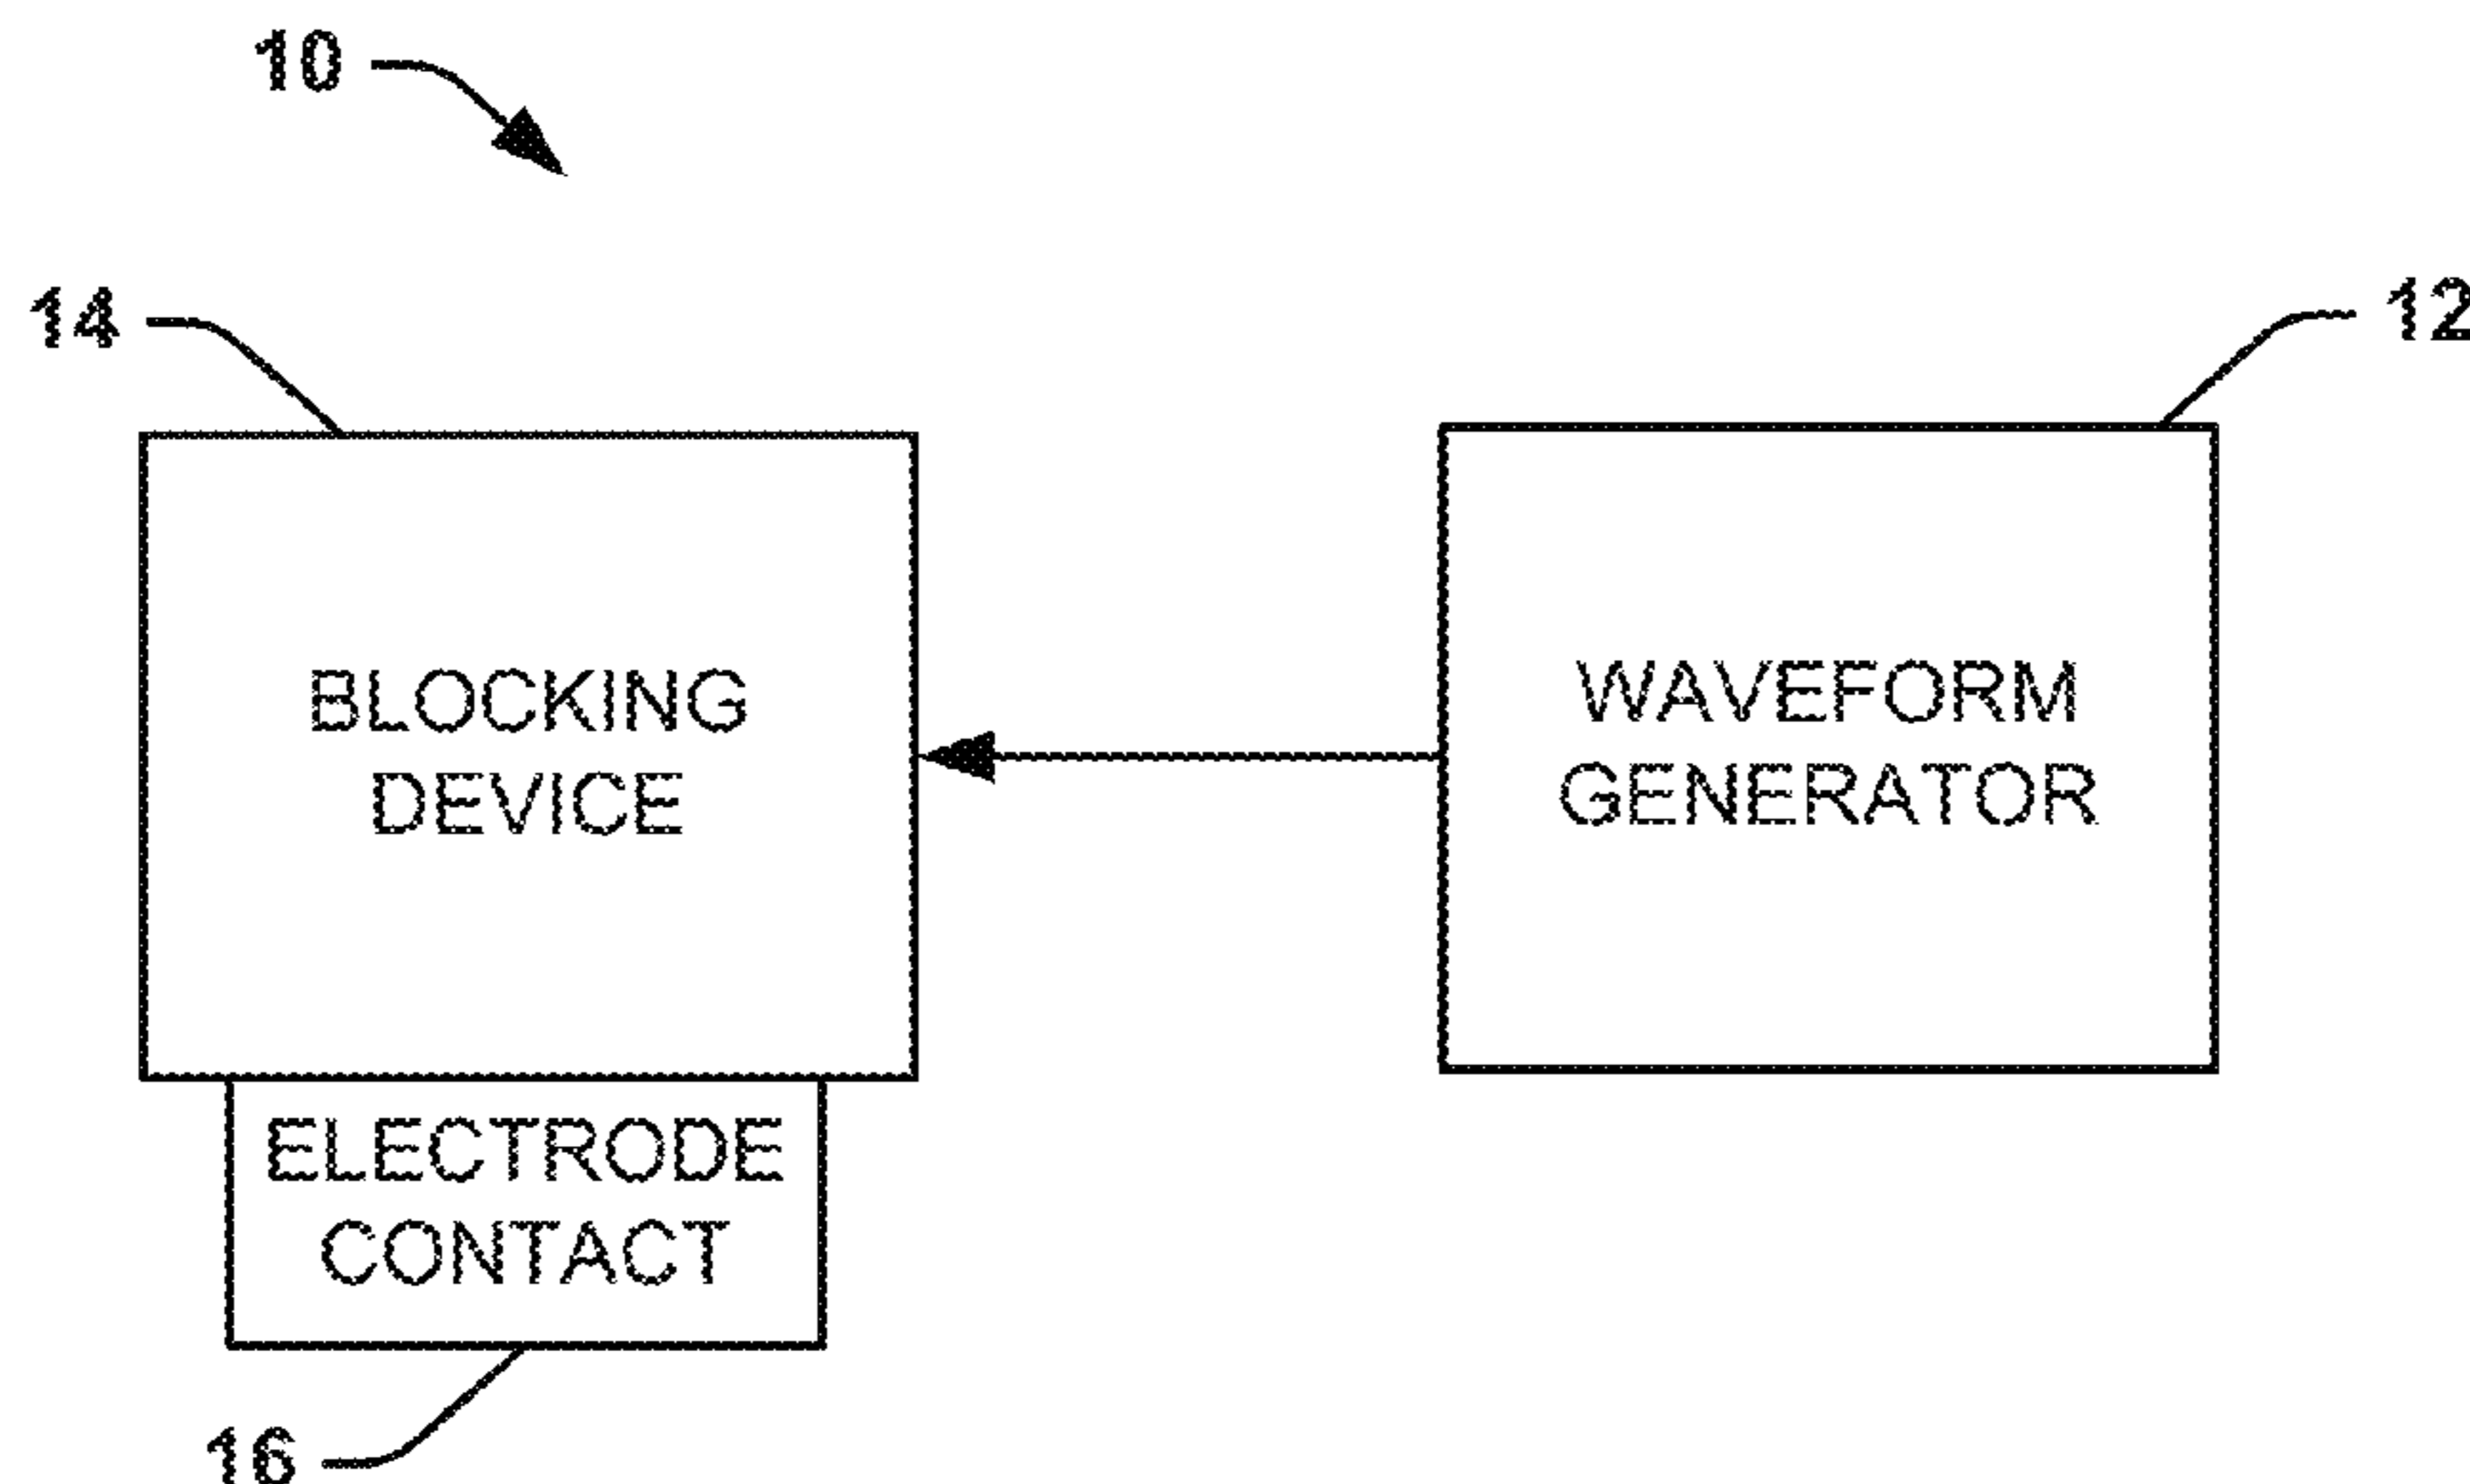 10
14
12
BLOCKING
DEVICE
WAVEFORM
GENERATOR
ELECTRODE
CONTACT
16